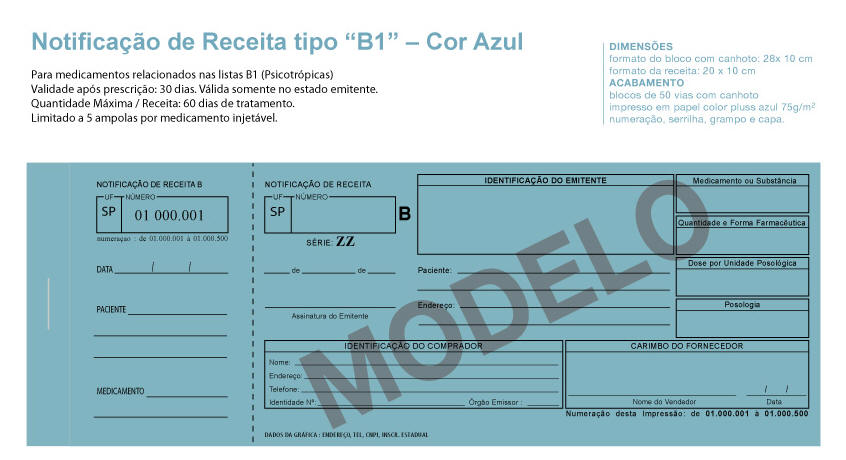 Notificação de Receita tipo “B1” – Cor Azul
Para medicamentos relacionados nas listas B1 (Psicotrópicas)
Validade após prescrição: 30 dias. Válida somente no estado emitente.
Quantidade Máxima / Receita: 60 dias de tratamento.
Limitado a 5 ampolas por medicamento injetável.
DIMENSÕES
formato do bloco com canhoto: 28x 10 cm
formato da receita: 20 x 10 cm
ACABAMENTO
blocos de 50 vias com canhoto
impresso em papel color pluss azul 75g/m²
numeração, serrilha, grampo e capa.
NOTIFICAÇÃO DE RECEITA B
UF NÚMERO
SP 01 000.001
numeraçao : de 01.000.001 à 01.000.500
DATA / /
PACIENTE
MEDICAMENTO
NOTIFICAÇÃO DE RECEITA
UF NÚMERO
SP
B
SÉRIE: ZZ
de de
Assinatura do Emitente
IDENTIFICAÇÃO DO EMITENTE
Paciente:
Endereço:
Medicamento ou Substância
Quantidade e Forma Farmacêutica
Dose por Unidade Posológica
Posologia
IDENTIFICAÇÃO DO COMPRADOR
Nome:
Endereço:
Telefone:
Identidade Nº: Órgão Emissor :
CARIMBO DO FORNECEDOR
/ /
Nome do Vendedor Data
Numeração desta Impressão: de 01.000.001 à 01.000.500
DADOS DA GRÁFICA : ENDEREÇO, TEL, CNPJ, INSCR. ESTADUAL
MODELO